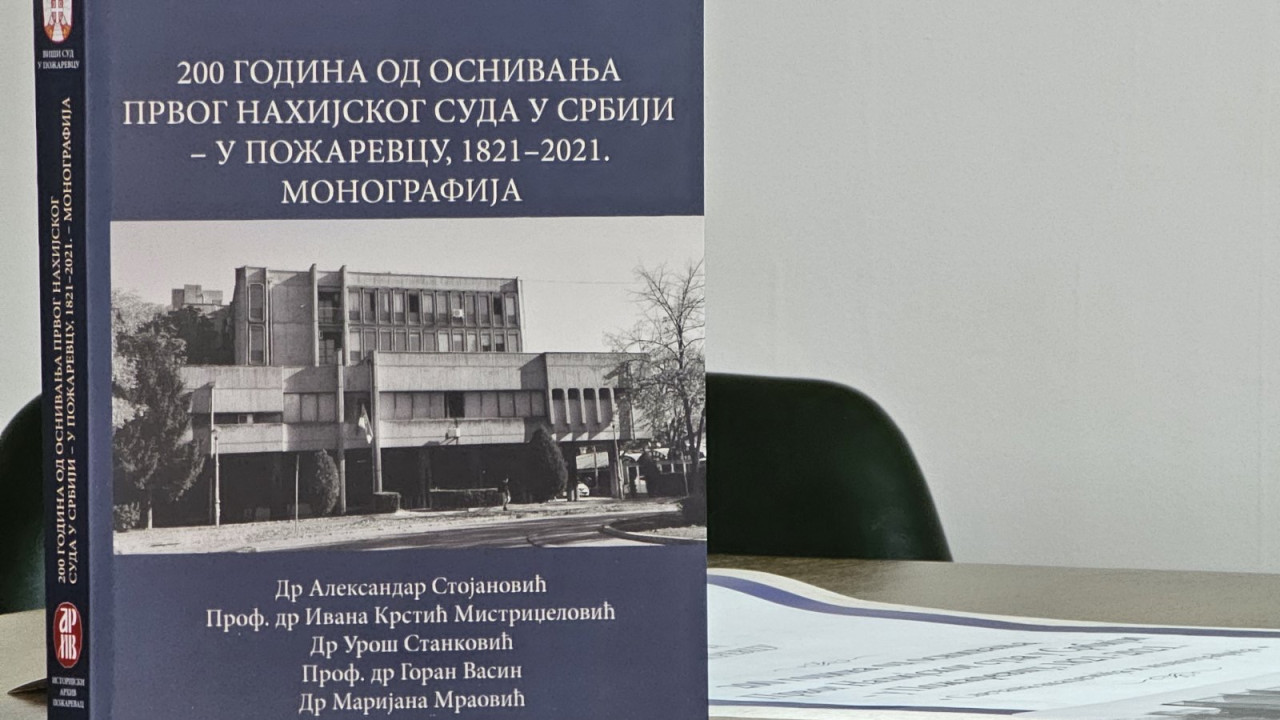 ВИШИ СУД
У ПОЖАРЕВЦУ
200 ГОДИНА ОД ОСНИВАЊА ПРВОГ НАХИЈСКОГ
СУДА У СРБИЈИ – У ПОЖАРЕВЦУ, 1821–2021. – МОНОГРАФИЈА
ИСТОРИЈСКИ
АРХИВ
ПОЖАРЕВАЦ
200 ГОДИНА ОД ОСНИВАЊА
ПРВОГ НАХИЈСКОГ СУДА У СРБИЈИ
– У ПОЖАРЕВЦУ, 1821–2021.
МОНОГРАФИЈА
Др Александар Стојановић
Проф. др Ивана Крстић Мистриџеловић
Др Урош Станковић
Проф. др Горан Васин
Др Маријана Мраовић